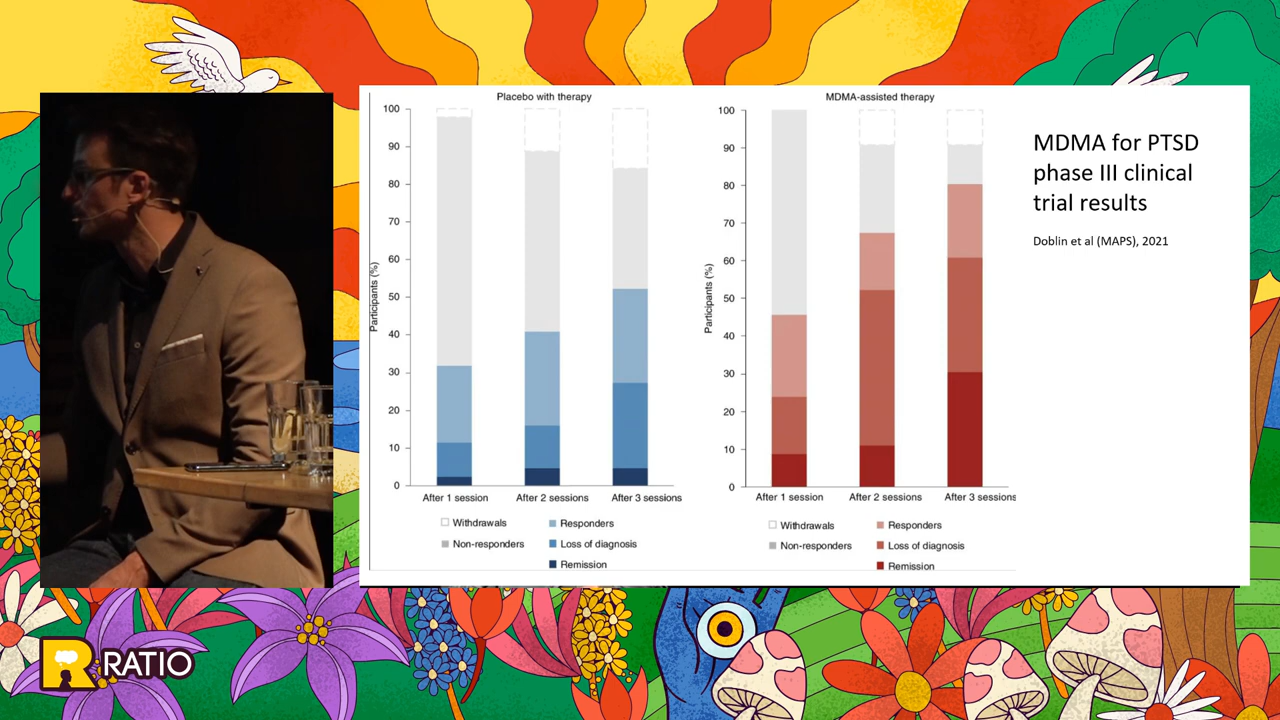 Placebo with therapy
100
90
80
70
60
50
40
30
20
10
0
Participants (%)
After 1 session
After 2 sessions
After 3 sessions
Withdrawals
Responders
Non-responders
Loss of diagnosis
Remission
MDMA-assisted therapy
100
90
80
70
60
50
40
30
20
10
0
Participants (%)
After 1 session
After 2 sessions
After 3 sessions
Withdrawals
Responders
Non-responders
Loss of diagnosis
Remission
MDMA for PTSD
phase III clinical
trial results
Doblin et al (MAPS), 2021
R RATIO